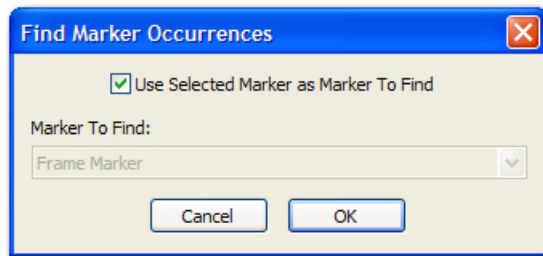 Find Marker Occurrences
Use Selected Marker as Marker To Find
Marker To Find:
Frame Marker
Cancel OK